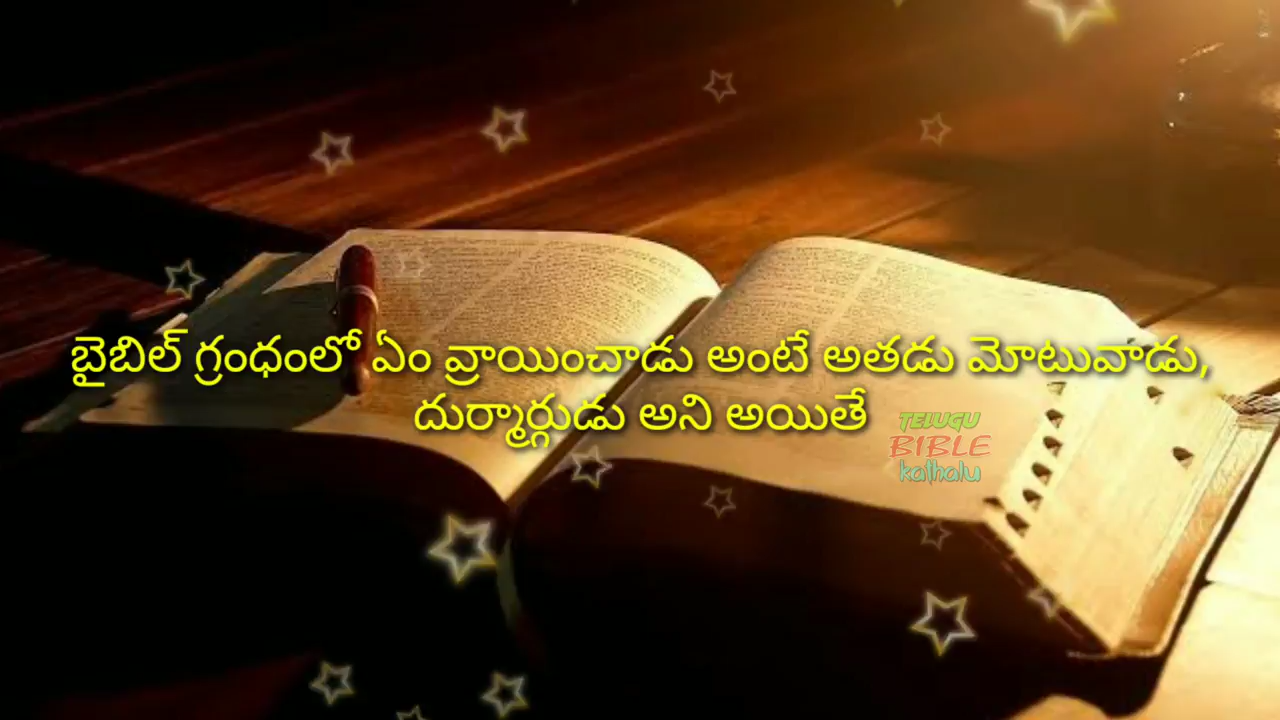 బైబిల్ గ్రంధంలో ఏం వ్రాయించాడు అంటే అతడు మోటువాడు,
దుర్మార్గుడు అని అయితే
TELUGU
BIBLE
kathalu